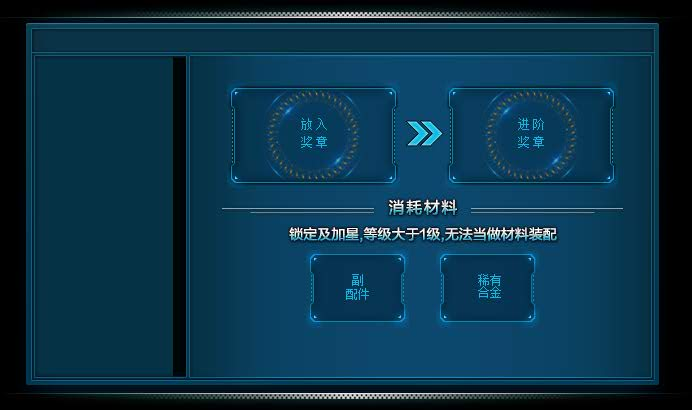 放入
奖章
进阶
奖章
消耗材料
锁定及加星,等级大于1级,无法当做材料装配
副
配件
稀有
合金